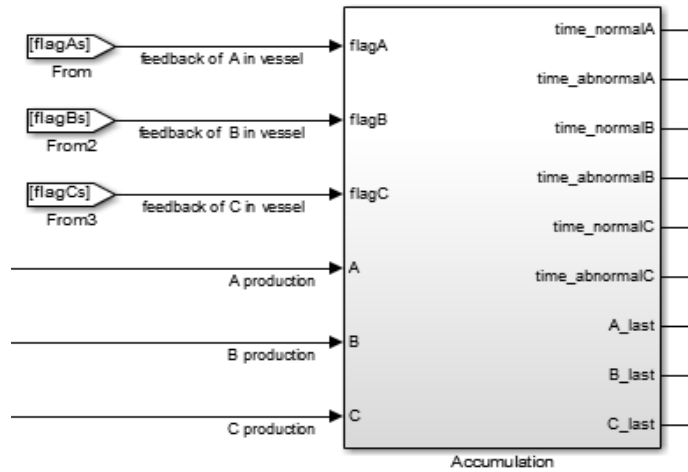 [flagAs]
From
feedback of A in vessel
flagA
[flagBs]
From2
feedback of B in vessel
flagB
[flagCs]
From3
feedback of C in vessel
flagC
A production
A
B production
B
C production
C
time_normalA
time_abnormalA
time_normalB
time_abnormalB
time_normalC
time_abnormalC
A_last
B_last
C_last
Accumulation